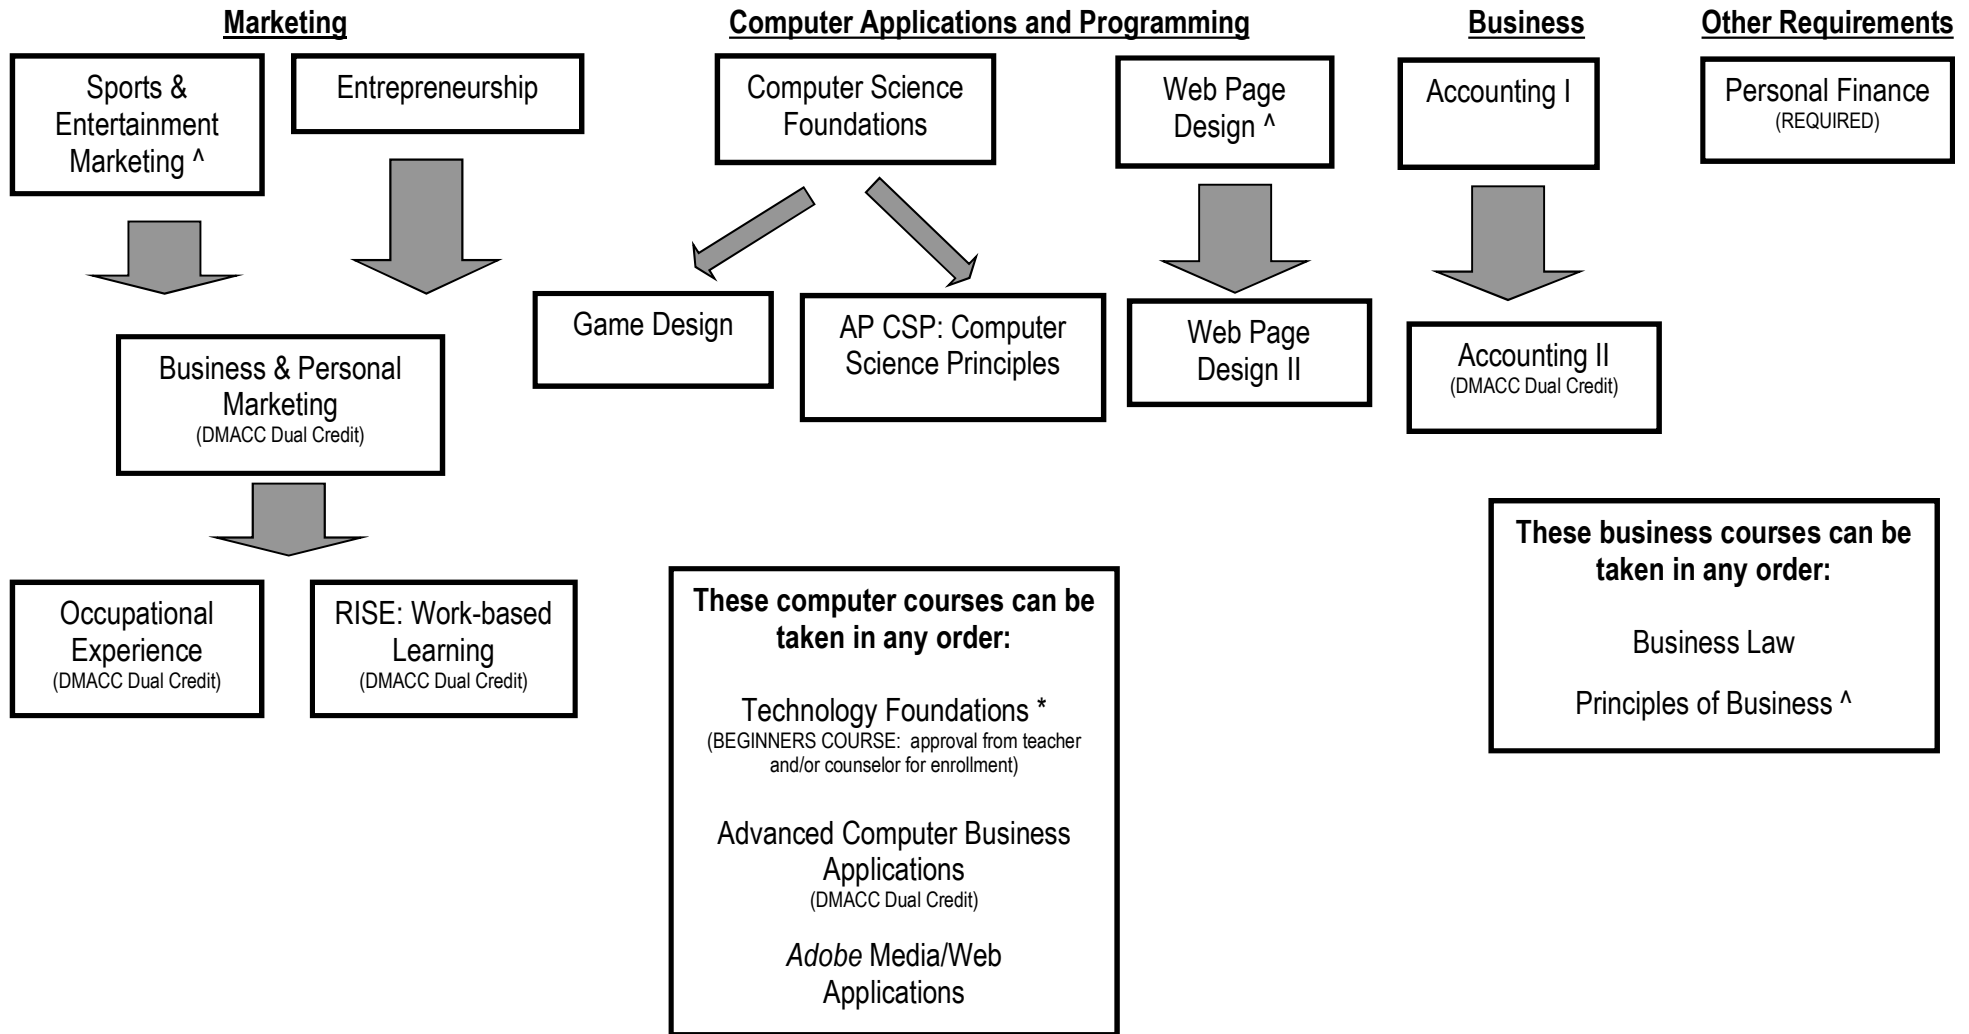 Marketing
Computer Applications and Programming
Business
Other Requirements
Sports &
Entertainment
Marketing ^
Entrepreneurship
Computer Science
Foundations
Web Page
Design ^
Accounting I
Personal Finance
(REQUIRED)
Game Design
AP CSP: Computer
Science Principles
Web Page
Design II
Accounting II
(DMACC Dual Credit)
Business & Personal
Marketing
(DMACC Dual Credit)
Occupational
Experience
(DMACC Dual Credit)
RISE: Work-based
Learning
(DMACC Dual Credit)
These computer courses can be
taken in any order:
Technology Foundations *
(BEGINNERS COURSE: approval from teacher
and/or counselor for enrollment)
Advanced Computer Business
Applications
(DMACC Dual Credit)
Adobe Media/Web
Applications
These business courses can be
taken in any order:
Business Law
Principles of Business ^